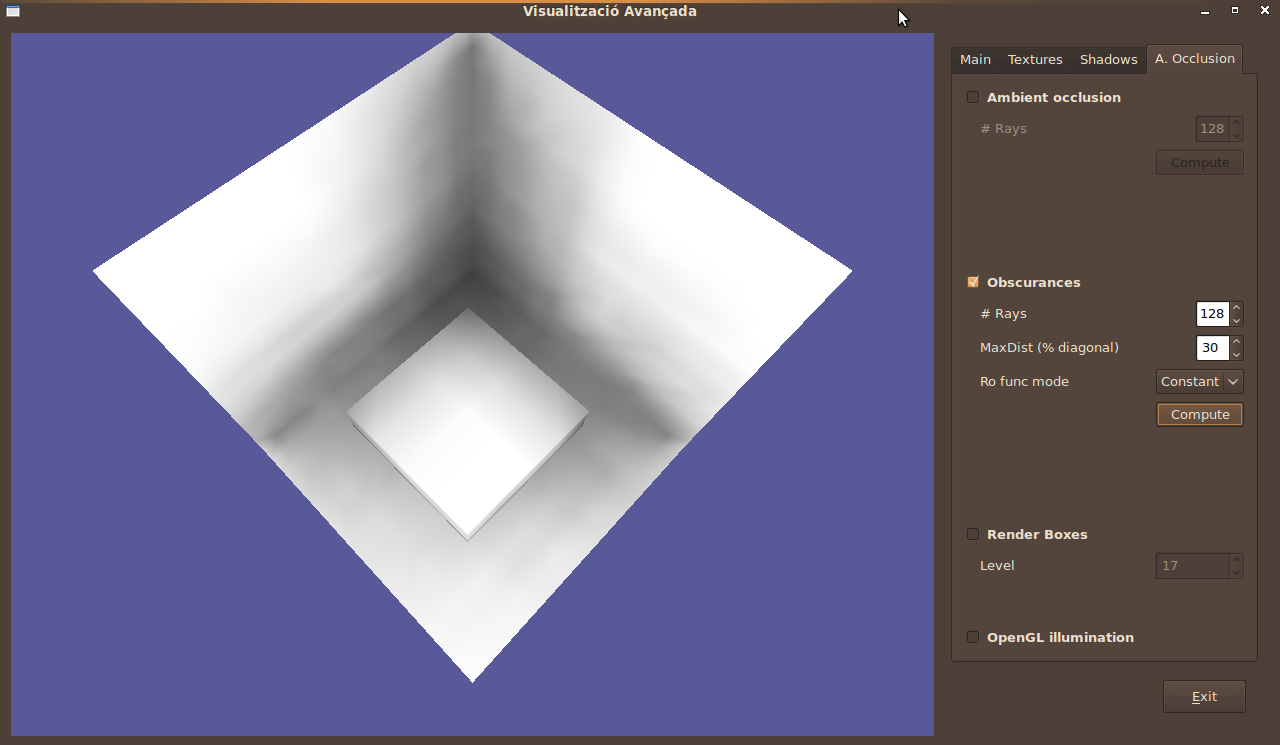 Visualització Avançada
Main Textures Shadows A. Occlusion
Ambient occlusion
# Rays 128
Compute
Obscurances
# Rays 128
MaxDist (% diagonal) 30
Ro func mode Constant
Compute
Render Boxes
Level 17
OpenGL illumination
Exit